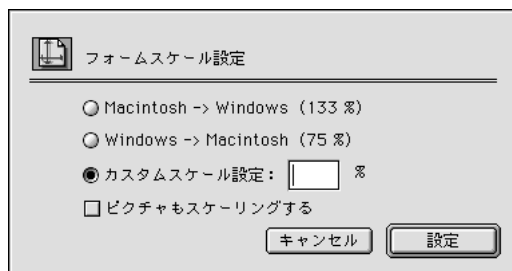 フォームスケール設定
Macintosh -> Windows (133 %)
Windows -> Macintosh (75 %)
カスタムスケール設定: %
ピクチャもスケーリングする
キャンセル 設定